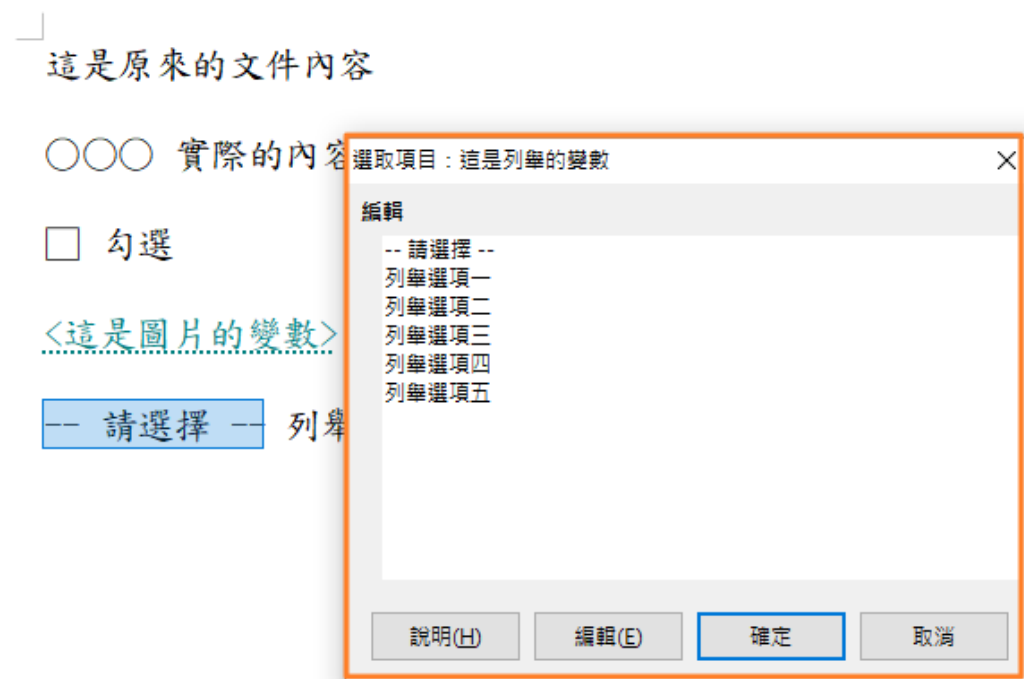 這是原來的文件內容
○○○ 實際的內容
□ 勾選
<這是圖片的變數>
-- 請選擇 -- 列舉
選取項目：這是列舉的變數
編輯
-- 請選擇 --
列舉選項一
列舉選項二
列舉選項三
列舉選項四
列舉選項五
說明(H)
編輯(E)
確定
取消